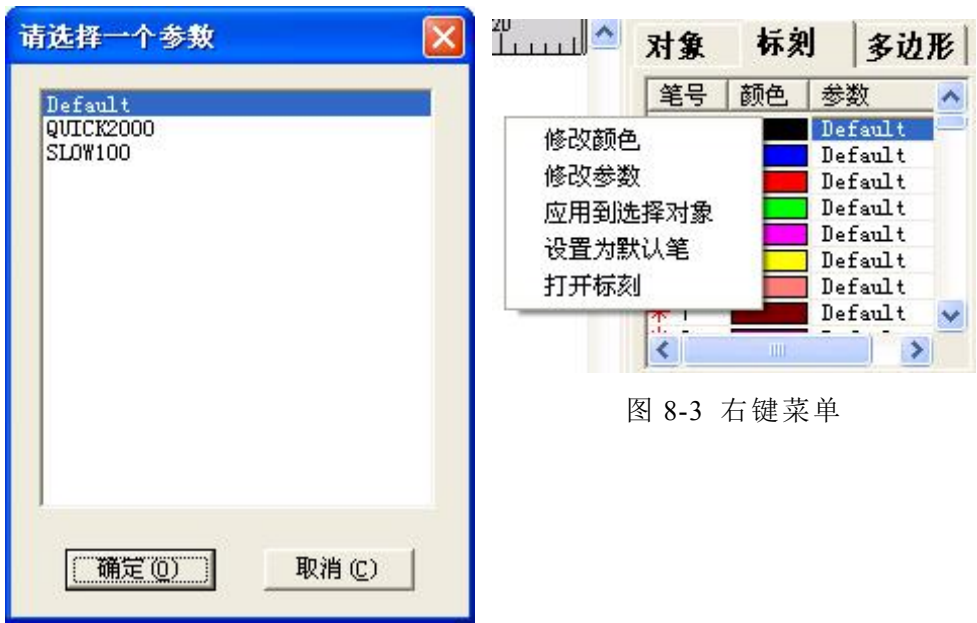 请选择一个参数
Default
QUICK2000
SLOW100
确定(O)
取消(C)
20
对象 标刻 多边形
笔号 颜色 参数
Default
Default
Default
Default
Default
Default
Default
Default
修改颜色
修改参数
应用到选择对象
设置为默认笔
打开标刻
图 8-3 右键菜单